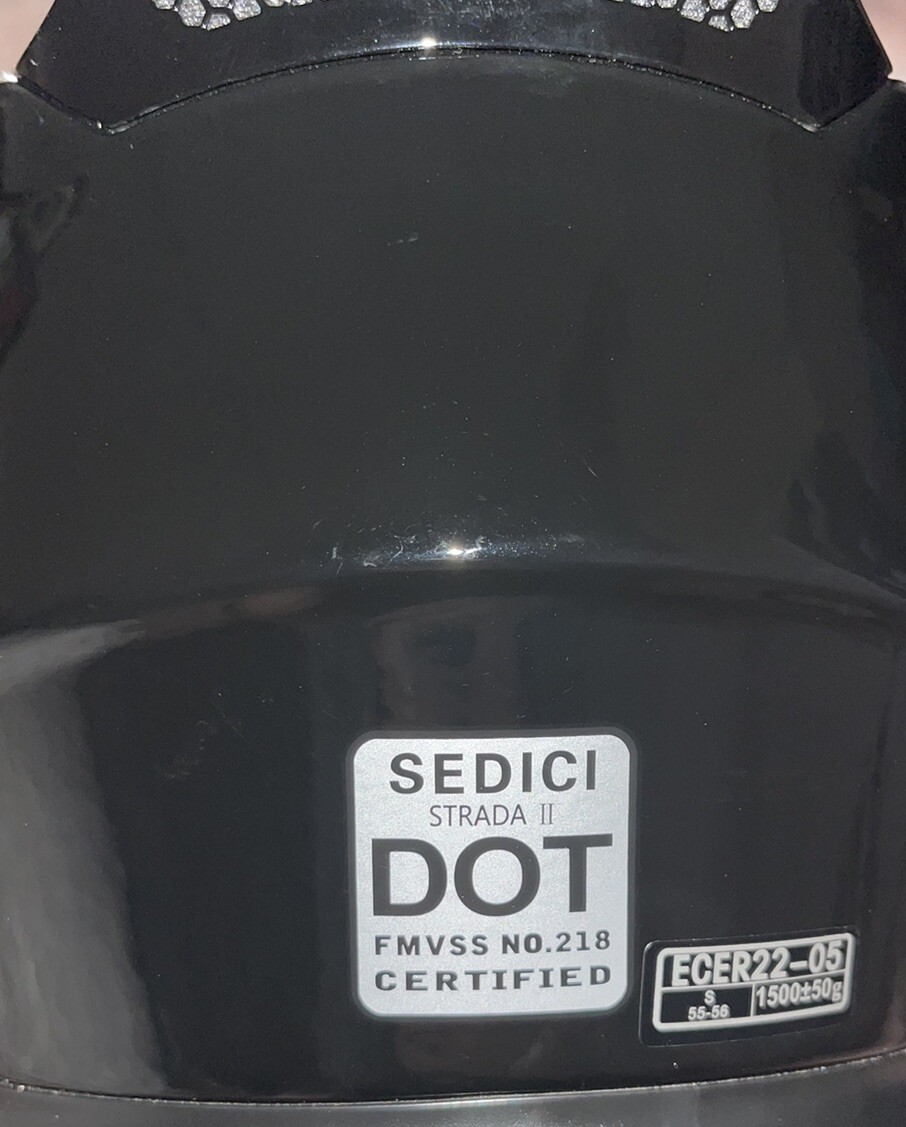 SEDICI
STRADA II
DOT
FMVSS NO.218
CERTIFIED
ECER22-05
S
55-56
1500±50g